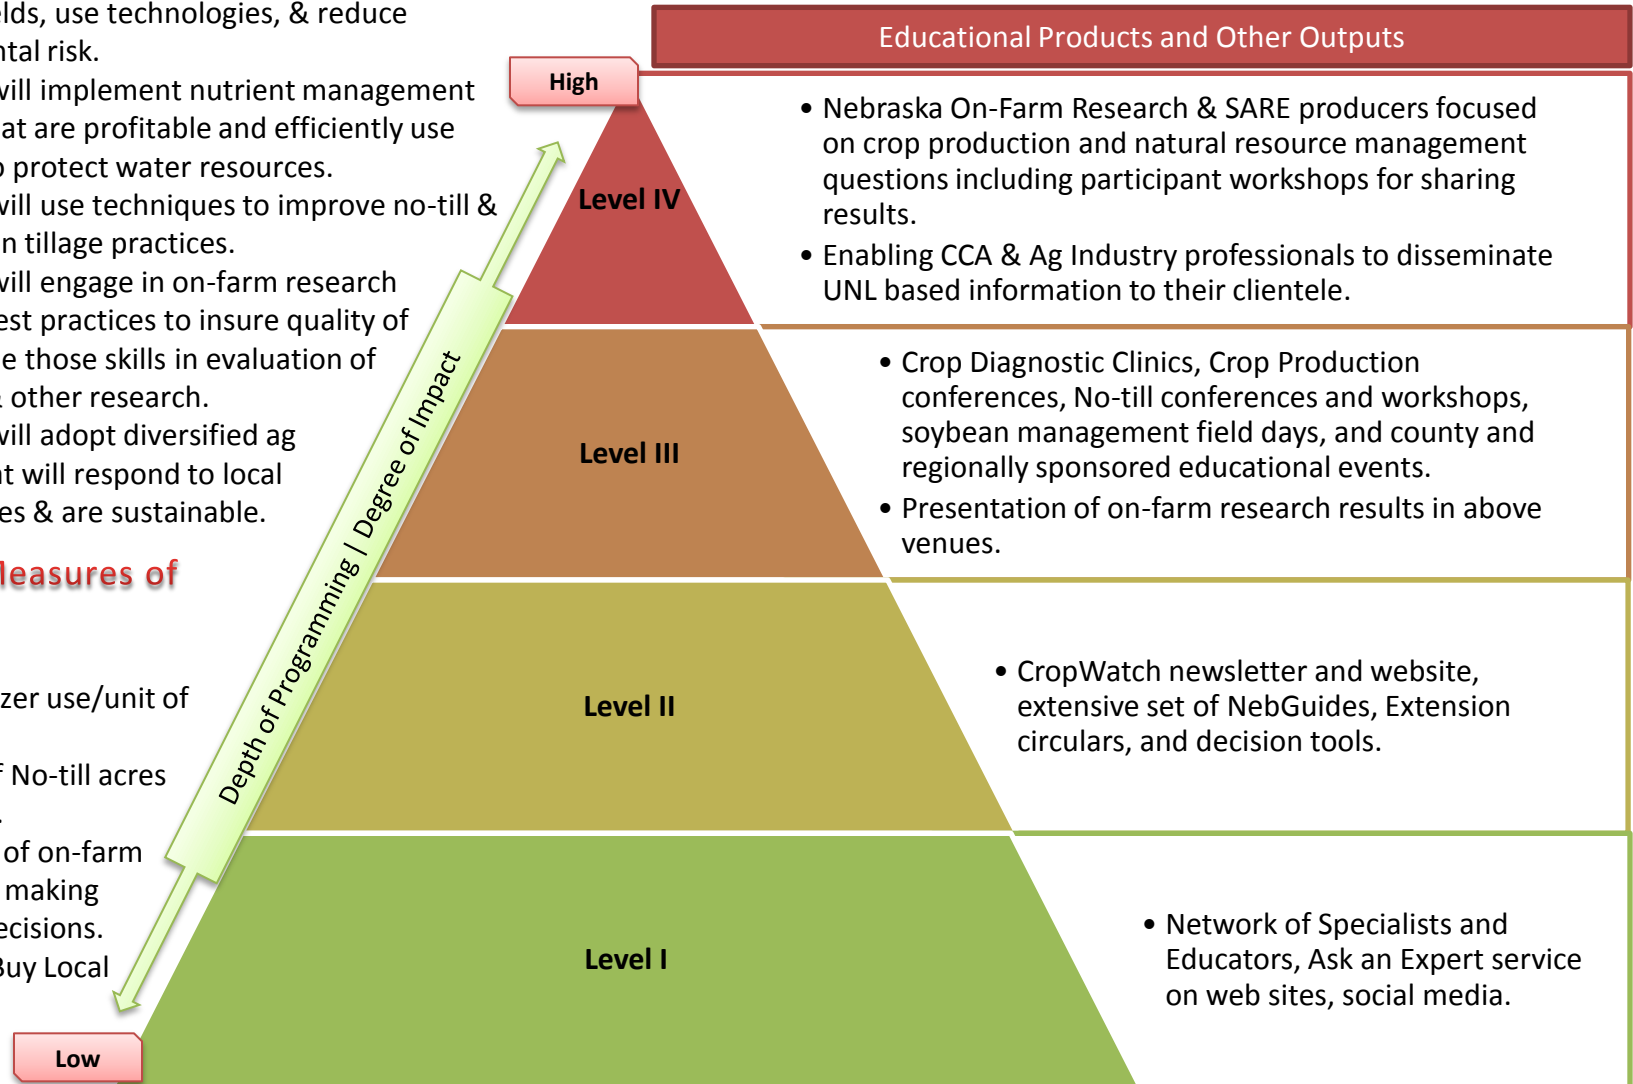 elds, use technologies, & reduce
ntal risk.
will implement nutrient management
at are profitable and efficiently use
o protect water resources.
will use techniques to improve no-till &
n tillage practices.
will engage in on-farm research
est practices to insure quality of
e those skills in evaluation of
& other research.
will adopt diversified ag
nt will respond to local
es & are sustainable.
Measures of
zer use/unit of
f No-till acres
.
of on-farm
making
ecisions.
Buy Local
High
Depth of Programming | Degree of Impact
Low
Educational Products and Other Outputs
Level IV
• Nebraska On-Farm Research & SARE producers focused
on crop production and natural resource management
questions including participant workshops for sharing
results.
• Enabling CCA & Ag Industry professionals to disseminate
UNL based information to their clientele.
Level III
• Crop Diagnostic Clinics, Crop Production
conferences, No-till conferences and workshops,
soybean management field days, and county and
regionally sponsored educational events.
• Presentation of on-farm research results in above
venues.
Level II
• CropWatch newsletter and website,
extensive set of NebGuides, Extension
circulars, and decision tools.
Level I
• Network of Specialists and
Educators, Ask an Expert service
on web sites, social media.